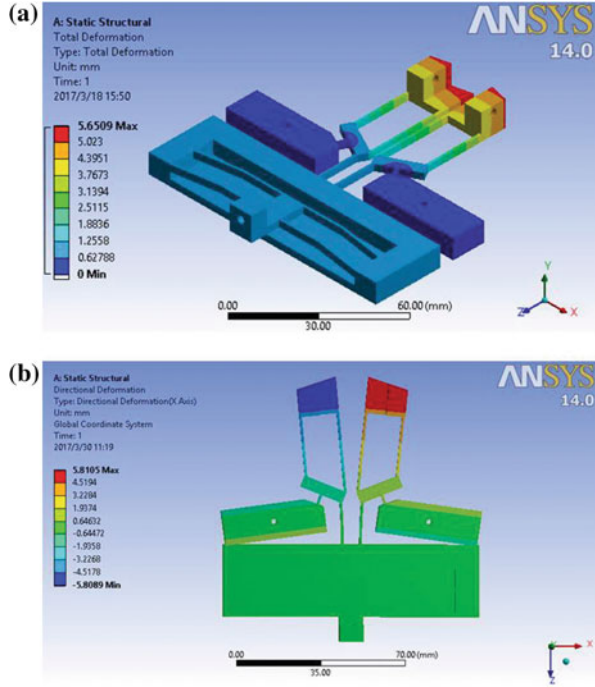 (a)
A: Static Structural
Total Deformation
Type: Total Deformation
Unit: mm
Time: 1
2017/3/18 15:50
ANSYS
14.0
5.6509 Max
5.023
4.3951
3.7673
3.1394
2.5115
1.8836
1.2558
0.62788
0 Min
0.00
60.00 (mm)
30.00
Y
Z
X
(b)
A: Static Structural
Directional Deformation
Type: Directional Deformation(X Axis)
Unit: mm
Global Coordinate System
Time: 1
2017/3/30 11:19
ANSYS
14.0
5.8105 Max
4.5194
3.2284
1.9374
0.64632
-0.64472
-1.9358
-3.2268
-4.5178
-5.8089 Min
0.00
70.00 (mm)
35.00
X
Z